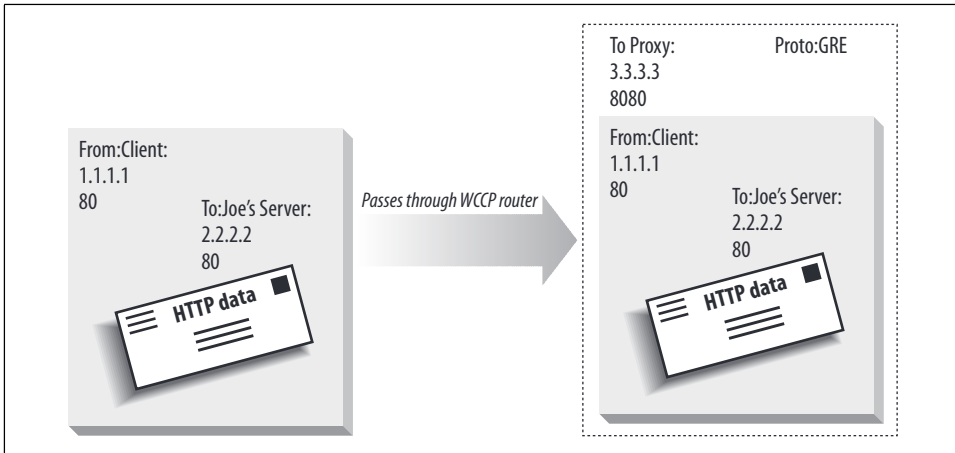 From:Client:
1.1.1.1
80
To:Joe's Server:
2.2.2.2
80
HTTP data
Passes through WCCP router
To Proxy:
3.3.3.3
8080
Proto:GRE
From:Client:
1.1.1.1
80
To:Joe's Server:
2.2.2.2
80
HTTP data